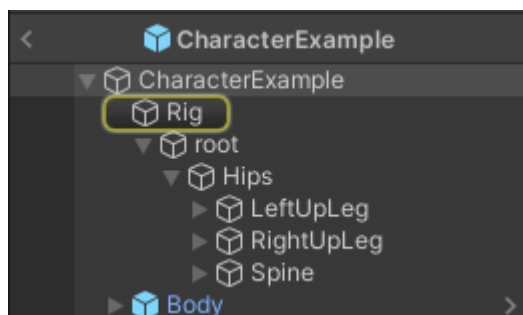 CharacterExample
CharacterExample
Rig
root
Hips
LeftUpLeg
RightUpLeg
Spine
Body